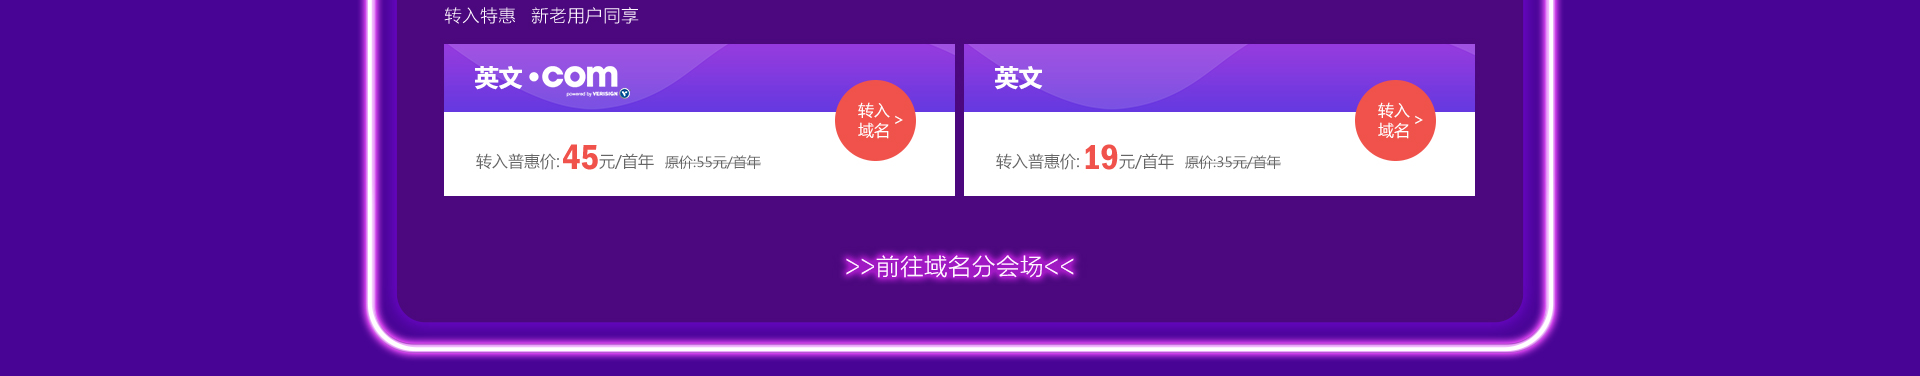 转入特惠 新老用户同享
英文 •com
powered by VERISIGN
转入
域名 >
转入普惠价: 45元/首年 原价:55元/首年
英文
转入
域名 >
转入普惠价: 19元/首年 原价:35元/首年
>>前往域名分会场<<